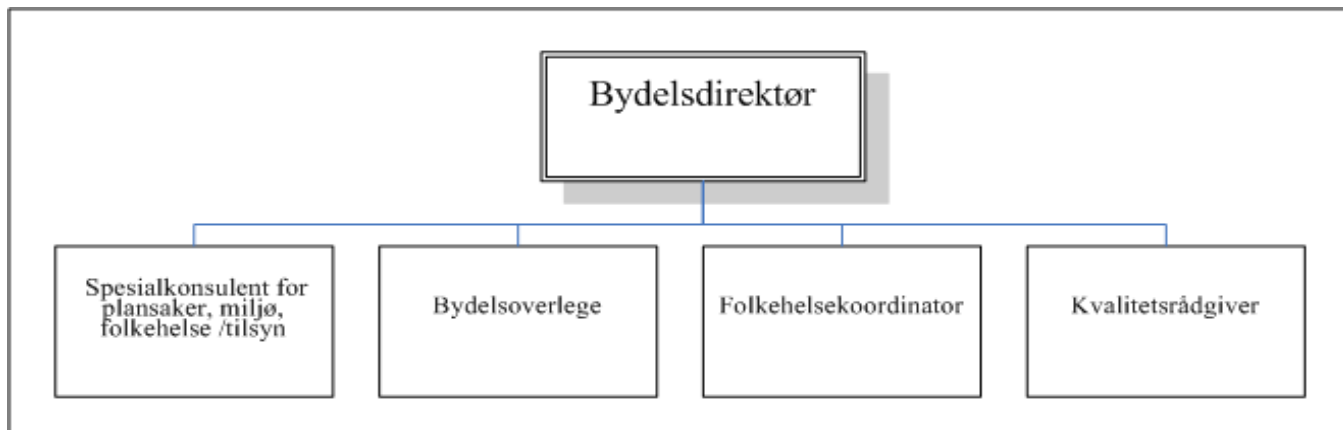 Bydelsdirektør
Spesialkonsulent for
plansaker, miljø,
folkehelse /tilsyn
Bydelsoverlege
Folkehelsekoordinator
Kvalitetsrådgiver